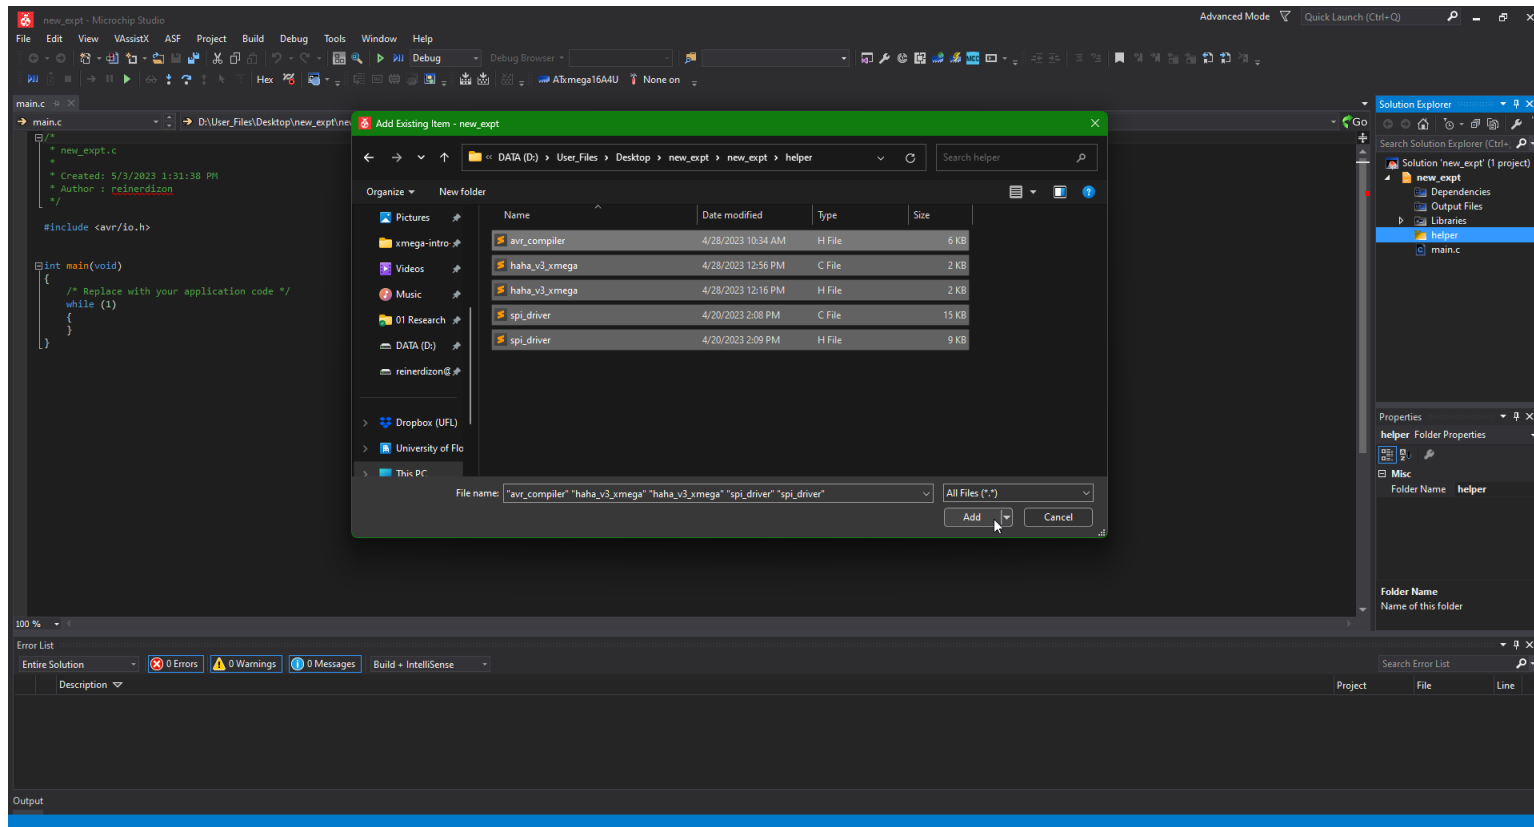 new_expt - Microchip Studio
Advanced Mode Quick Launch (Ctrl+Q)
File Edit View VAssistX ASF Project Build Debug Tools Window Help
Debug Debug Browser
Hex ATxmega16A4U None on
main.c
main.c D:\User_Files\Desktop\new_expt\ne Go
/*
* new_expt.c
*
* Created: 5/3/2023 1:31:38 PM
* Author : reinerdizon
*/
#include <avr/io.h>
int main(void)
{
/* Replace with your application code */
while (1)
{
}
}
100 %
Add Existing Item - new_expt
« DATA (D:) › User_Files › Desktop › new_expt › new_expt › helper Search helper
Organize New folder
Pictures
xmega-intro
Videos
Music
01 Research
DATA (D:)
reinerdizon@
Dropbox (UFL)
University of Flo
This PC
Name Date modified Type Size
avr_compiler 4/28/2023 10:34 AM H File 6 KB
haha_v3_xmega 4/28/2023 12:56 PM C File 2 KB
haha_v3_xmega 4/28/2023 12:16 PM H File 2 KB
spi_driver 4/20/2023 2:08 PM C File 15 KB
spi_driver 4/20/2023 2:09 PM H File 9 KB
File name: "avr_compiler" "haha_v3_xmega" "haha_v3_xmega" "spi_driver" "spi_driver" All Files (*.*)
Add Cancel
Solution Explorer
Search Solution Explorer (Ctrl+;
Solution 'new_expt' (1 project)
new_expt
Dependencies
Output Files
Libraries
helper
main.c
Properties
helper Folder Properties
Misc
Folder Name helper
Folder Name
Name of this folder
Error List
Entire Solution 0 Errors 0 Warnings 0 Messages Build + IntelliSense Search Error List
Description Project File Line
Output